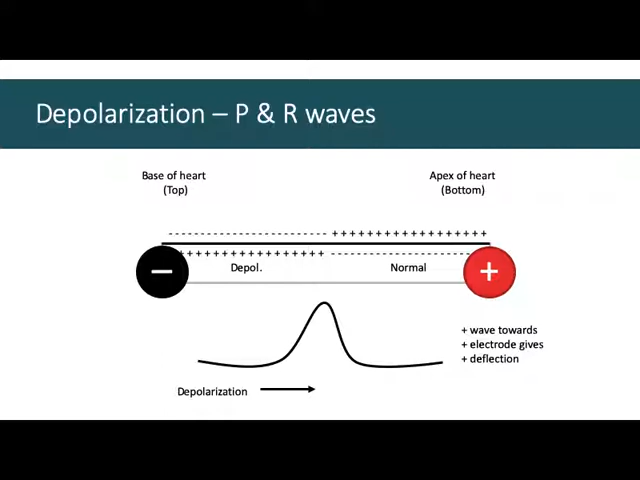 Depolarization – P & R waves
Base of heart
(Top)
Apex of heart
(Bottom)
- - - - - - - - - - - - - - - - - - + + + + + + + + + + + + + + + + + +
+ + + + + + + + + + + + + + + + + - - - - - - - - - - - - - - - - -
Depol.
Normal
−
+
+ wave towards
+ electrode gives
+ deflection
Depolarization